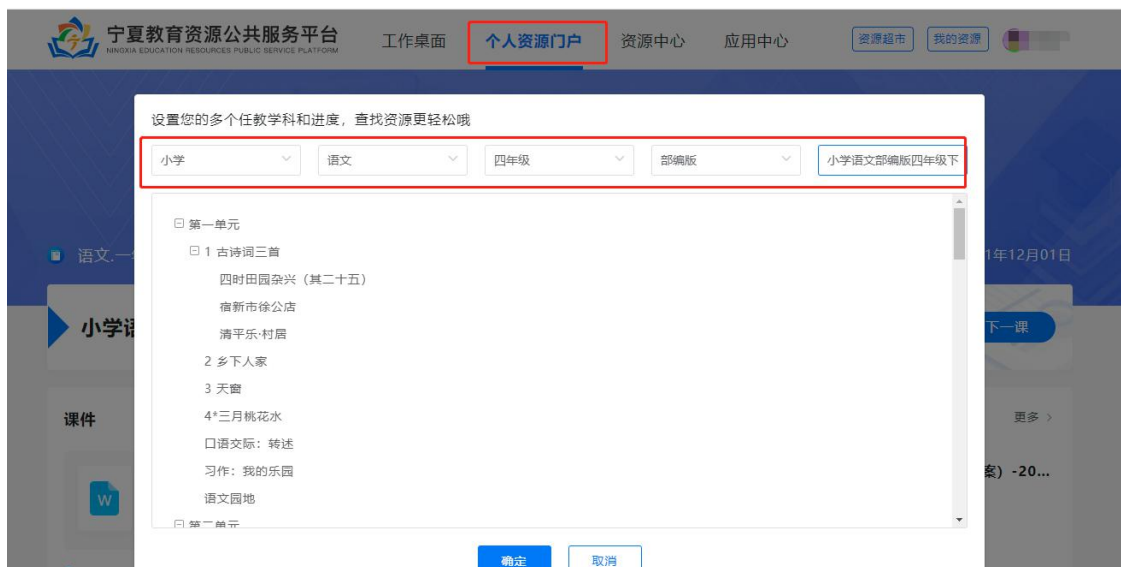 宁夏教育资源公共服务平台
NINGXIA EDUCATION RESOURCES PUBLIC SERVICE PLATFORM
工作桌面 个人资源门户 资源中心 应用中心 资源超市 我的资源
设置您的多个任教学科和进度，查找资源更轻松哦
小学 语文 四年级 部编版 小学语文部编版四年级下
第一单元
1 古诗词三首
四时田园杂兴（其二十五）
语文.一 1年12月01日
宿新市徐公店
清平乐·村居
小学语 下一课
2 乡下人家
3 天窗
4*三月桃花水
课件 更多
口语交际：转述
习作：我的乐园
案）-20...
W
语文园地
第二单元
确定 取消